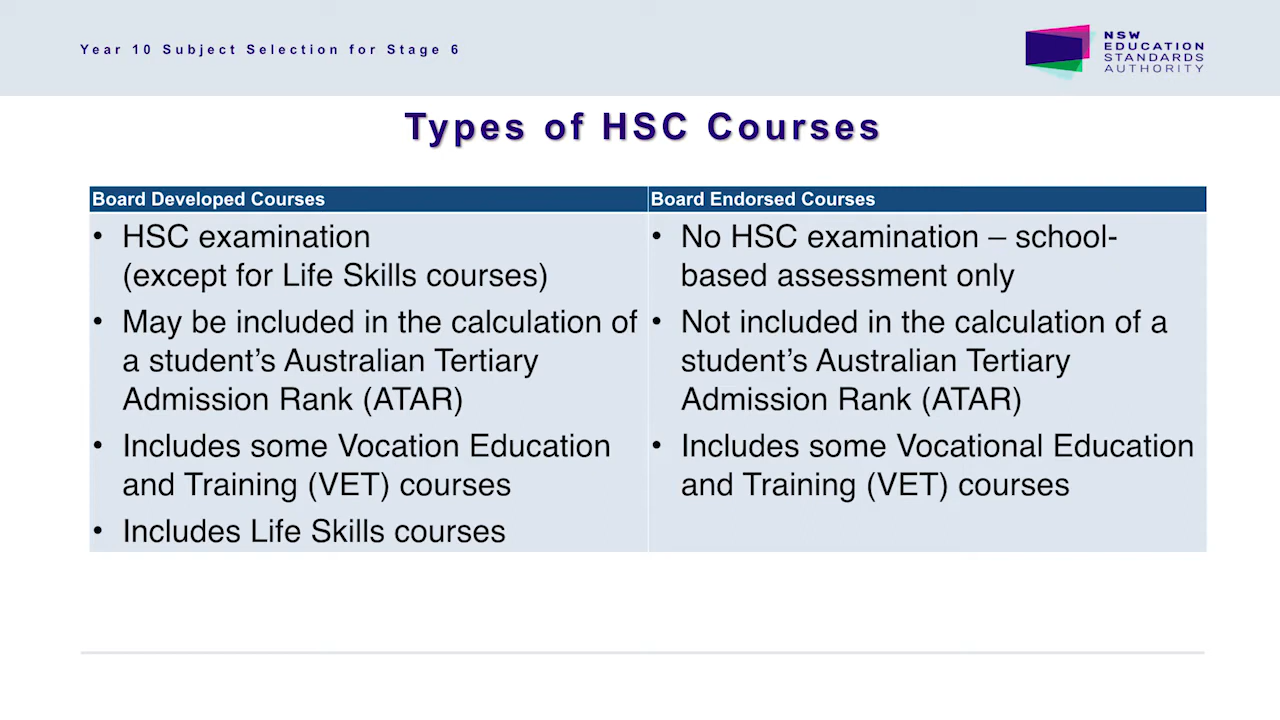 Year 10 Subject Selection for Stage 6
NSW
EDUCATION
STANDARDS
AUTHORITY
Types of HSC Courses
Board Developed Courses
• HSC examination
(except for Life Skills courses)
• May be included in the calculation of
a student’s Australian Tertiary
Admission Rank (ATAR)
• Includes some Vocation Education
and Training (VET) courses
• Includes Life Skills courses
Board Endorsed Courses
• No HSC examination – school-
based assessment only
• Not included in the calculation of a
student’s Australian Tertiary
Admission Rank (ATAR)
• Includes some Vocational Education
and Training (VET) courses